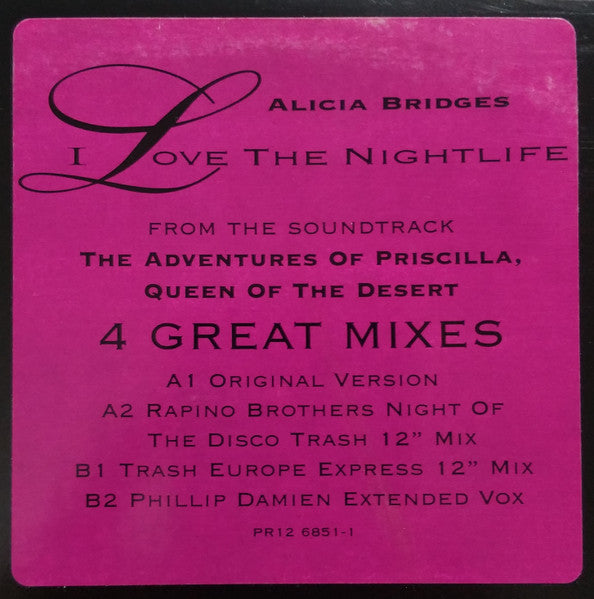 Alicia Bridges
I Love The Nightlife
FROM THE SOUNDTRACK
The Adventures Of Priscilla,
Queen Of The Desert
4 GREAT MIXES
A1 Original Version
A2 Rapino Brothers Night Of
The Disco Trash 12” Mix
B1 Trash Europe Express 12” Mix
B2 Phillip Damien Extended Vox
PR12 6851-1